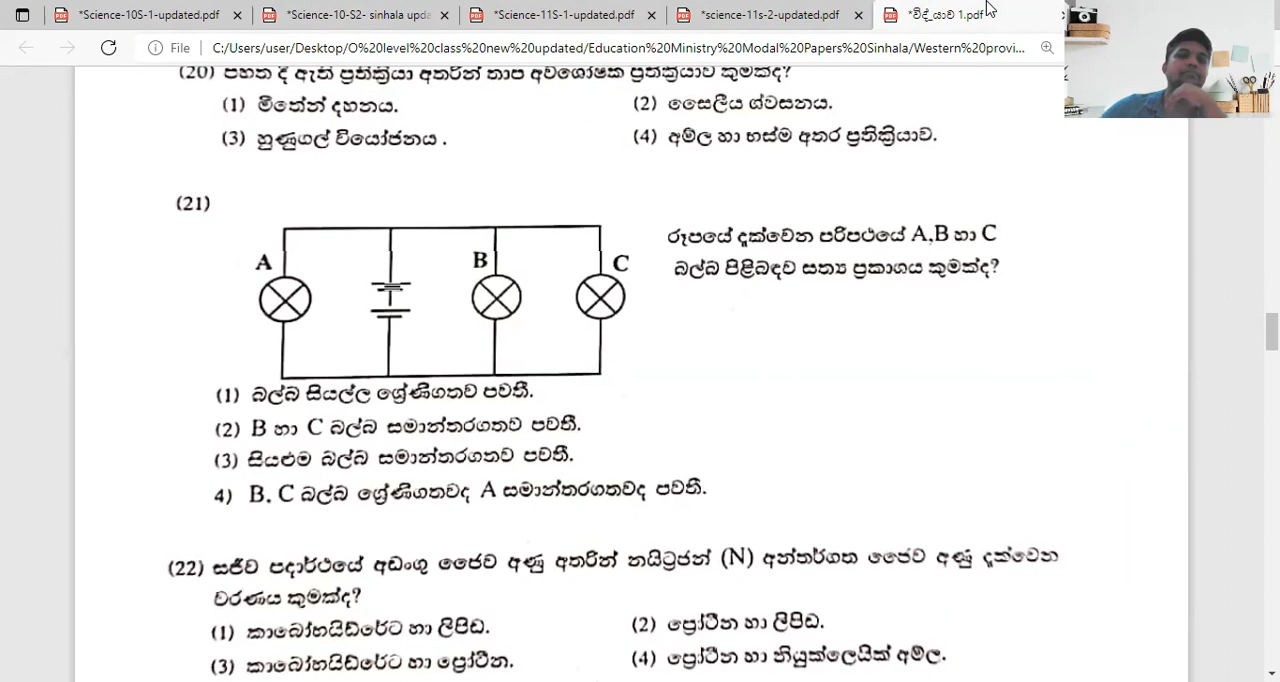 *Science-10S-1-updated.pdf
*Science-10-S2- sinhala upda
*Science-11S-1-updated.pdf
*science-11s-2-updated.pdf
*විද්_යාව 1.pdf
File
C:/Users/user/Desktop/O%20level%20class%20new%20updated/Education%20Ministry%20Modal%20Papers%20Sinhala/Western%20provi...
(20) පහත දී ඇති ප්‍රතික්‍රියා අතරින් තාප අවශෝෂක ප්‍රතික්‍රියාව කුමක්ද?
(1) මීතේන් දහනය.
(2) සෛලීය ශ්වසනය.
(3) හුණුගල් වියෝජනය .
(4) අම්ල හා භස්ම අතර ප්‍රතික්‍රියාව.
(21)
A
B
C
රූපයේ දැක්වෙන පරිපථයේ A,B හා C
බල්බ පිළිබඳව සත්‍ය ප්‍රකාශය කුමක්ද?
(1) බල්බ සියල්ල ශ්‍රේණිගතව පවතී.
(2) B හා C බල්බ සමාන්තරගතව පවතී.
(3) සියළුම බල්බ සමාන්තරගතව පවතී.
4) B, C බල්බ ශ්‍රේණිගතවද A සමාන්තරගතවද පවතී.
(22) සජීව පදාර්ථයේ අඩංගු ජෛව අණු අතරින් නයිට්‍රජන් (N) අන්තර්ගත ජෛව අණු දැක්වෙන
වරණය කුමක්ද?
(1) කාබෝහයිඩ්රේට හා ලිපිඩ.
(2) ප්‍රෝටීන හා ලිපිඩ.
(3) කාබෝහයිඩ්රේට හා ප්‍රෝටීන.
(4) ප්‍රෝටීන හා නියුක්ලෙයික් අම්ල.